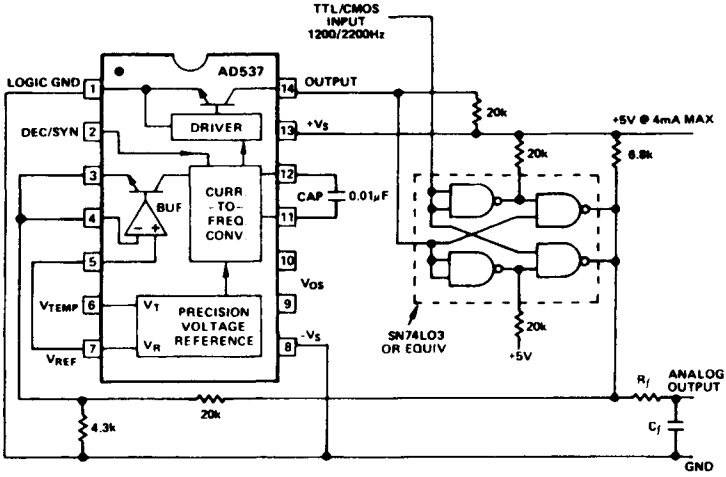 TTL/CMOS
INPUT
1200/2200Hz
LOGIC GND
1
AD537
14
OUTPUT
DRIVER
20k
DEC/SYN
2
13
+VS
+5V @ 4mA MAX
20k
6.8k
3
12
BUF
CURR
-TO-
FREQ.
CONV.
CAP
0.01µF
4
11
- +
5
10
VOS
VTEMP
6
VT
PRECISION
VOLTAGE
REFERENCE
9
VREF
7
VR
8
-VS
SN74L03
OR EQUIV
20k
+5V
20k
4.3k
Rf
ANALOG
OUTPUT
Cf
GND